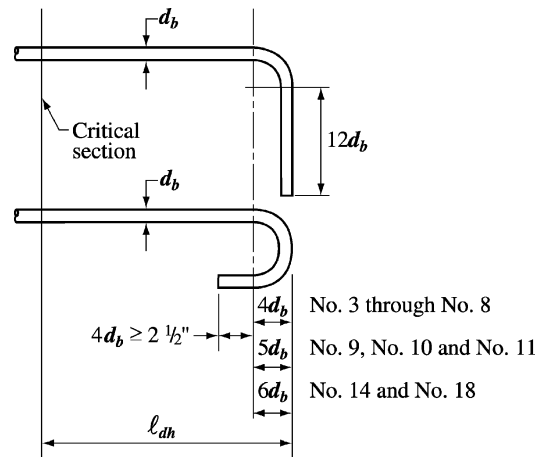 d_b
Critical
section
12d_b
d_b
4d_b No. 3 through No. 8
4d_b ≥ 2 ½"
5d_b No. 9, No. 10 and No. 11
6d_b No. 14 and No. 18
ℓ_dh